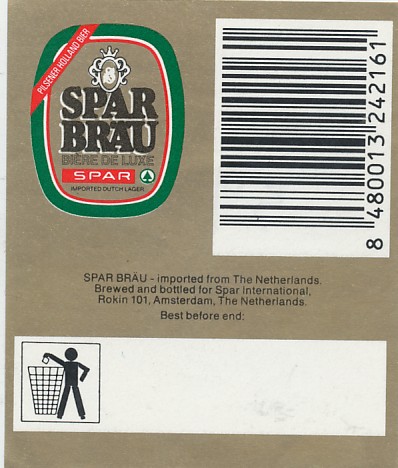 PILSENER HOLLAND BIER
SPAR
BRÄU
BIÈRE DE LUXE
SPAR
IMPORTED DUTCH LAGER
8 480013 242161
SPAR BRÄU - imported from The Netherlands.
Brewed and bottled for Spar International,
Rokin 101, Amsterdam, The Netherlands.
Best before end: